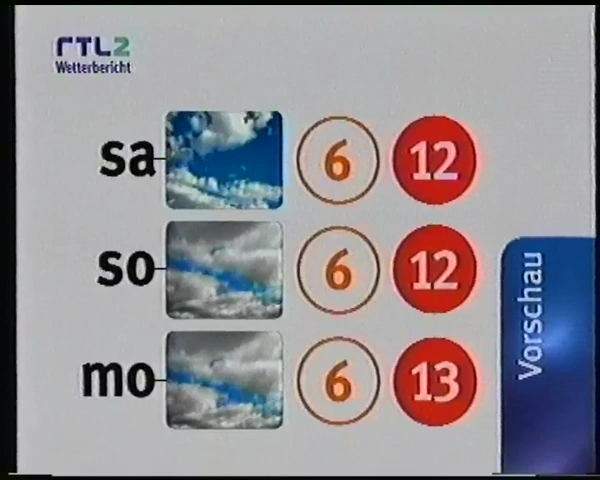 rTL2
Wetterbericht
sa 6 12
so 6 12
mo 6 13
Vorschau